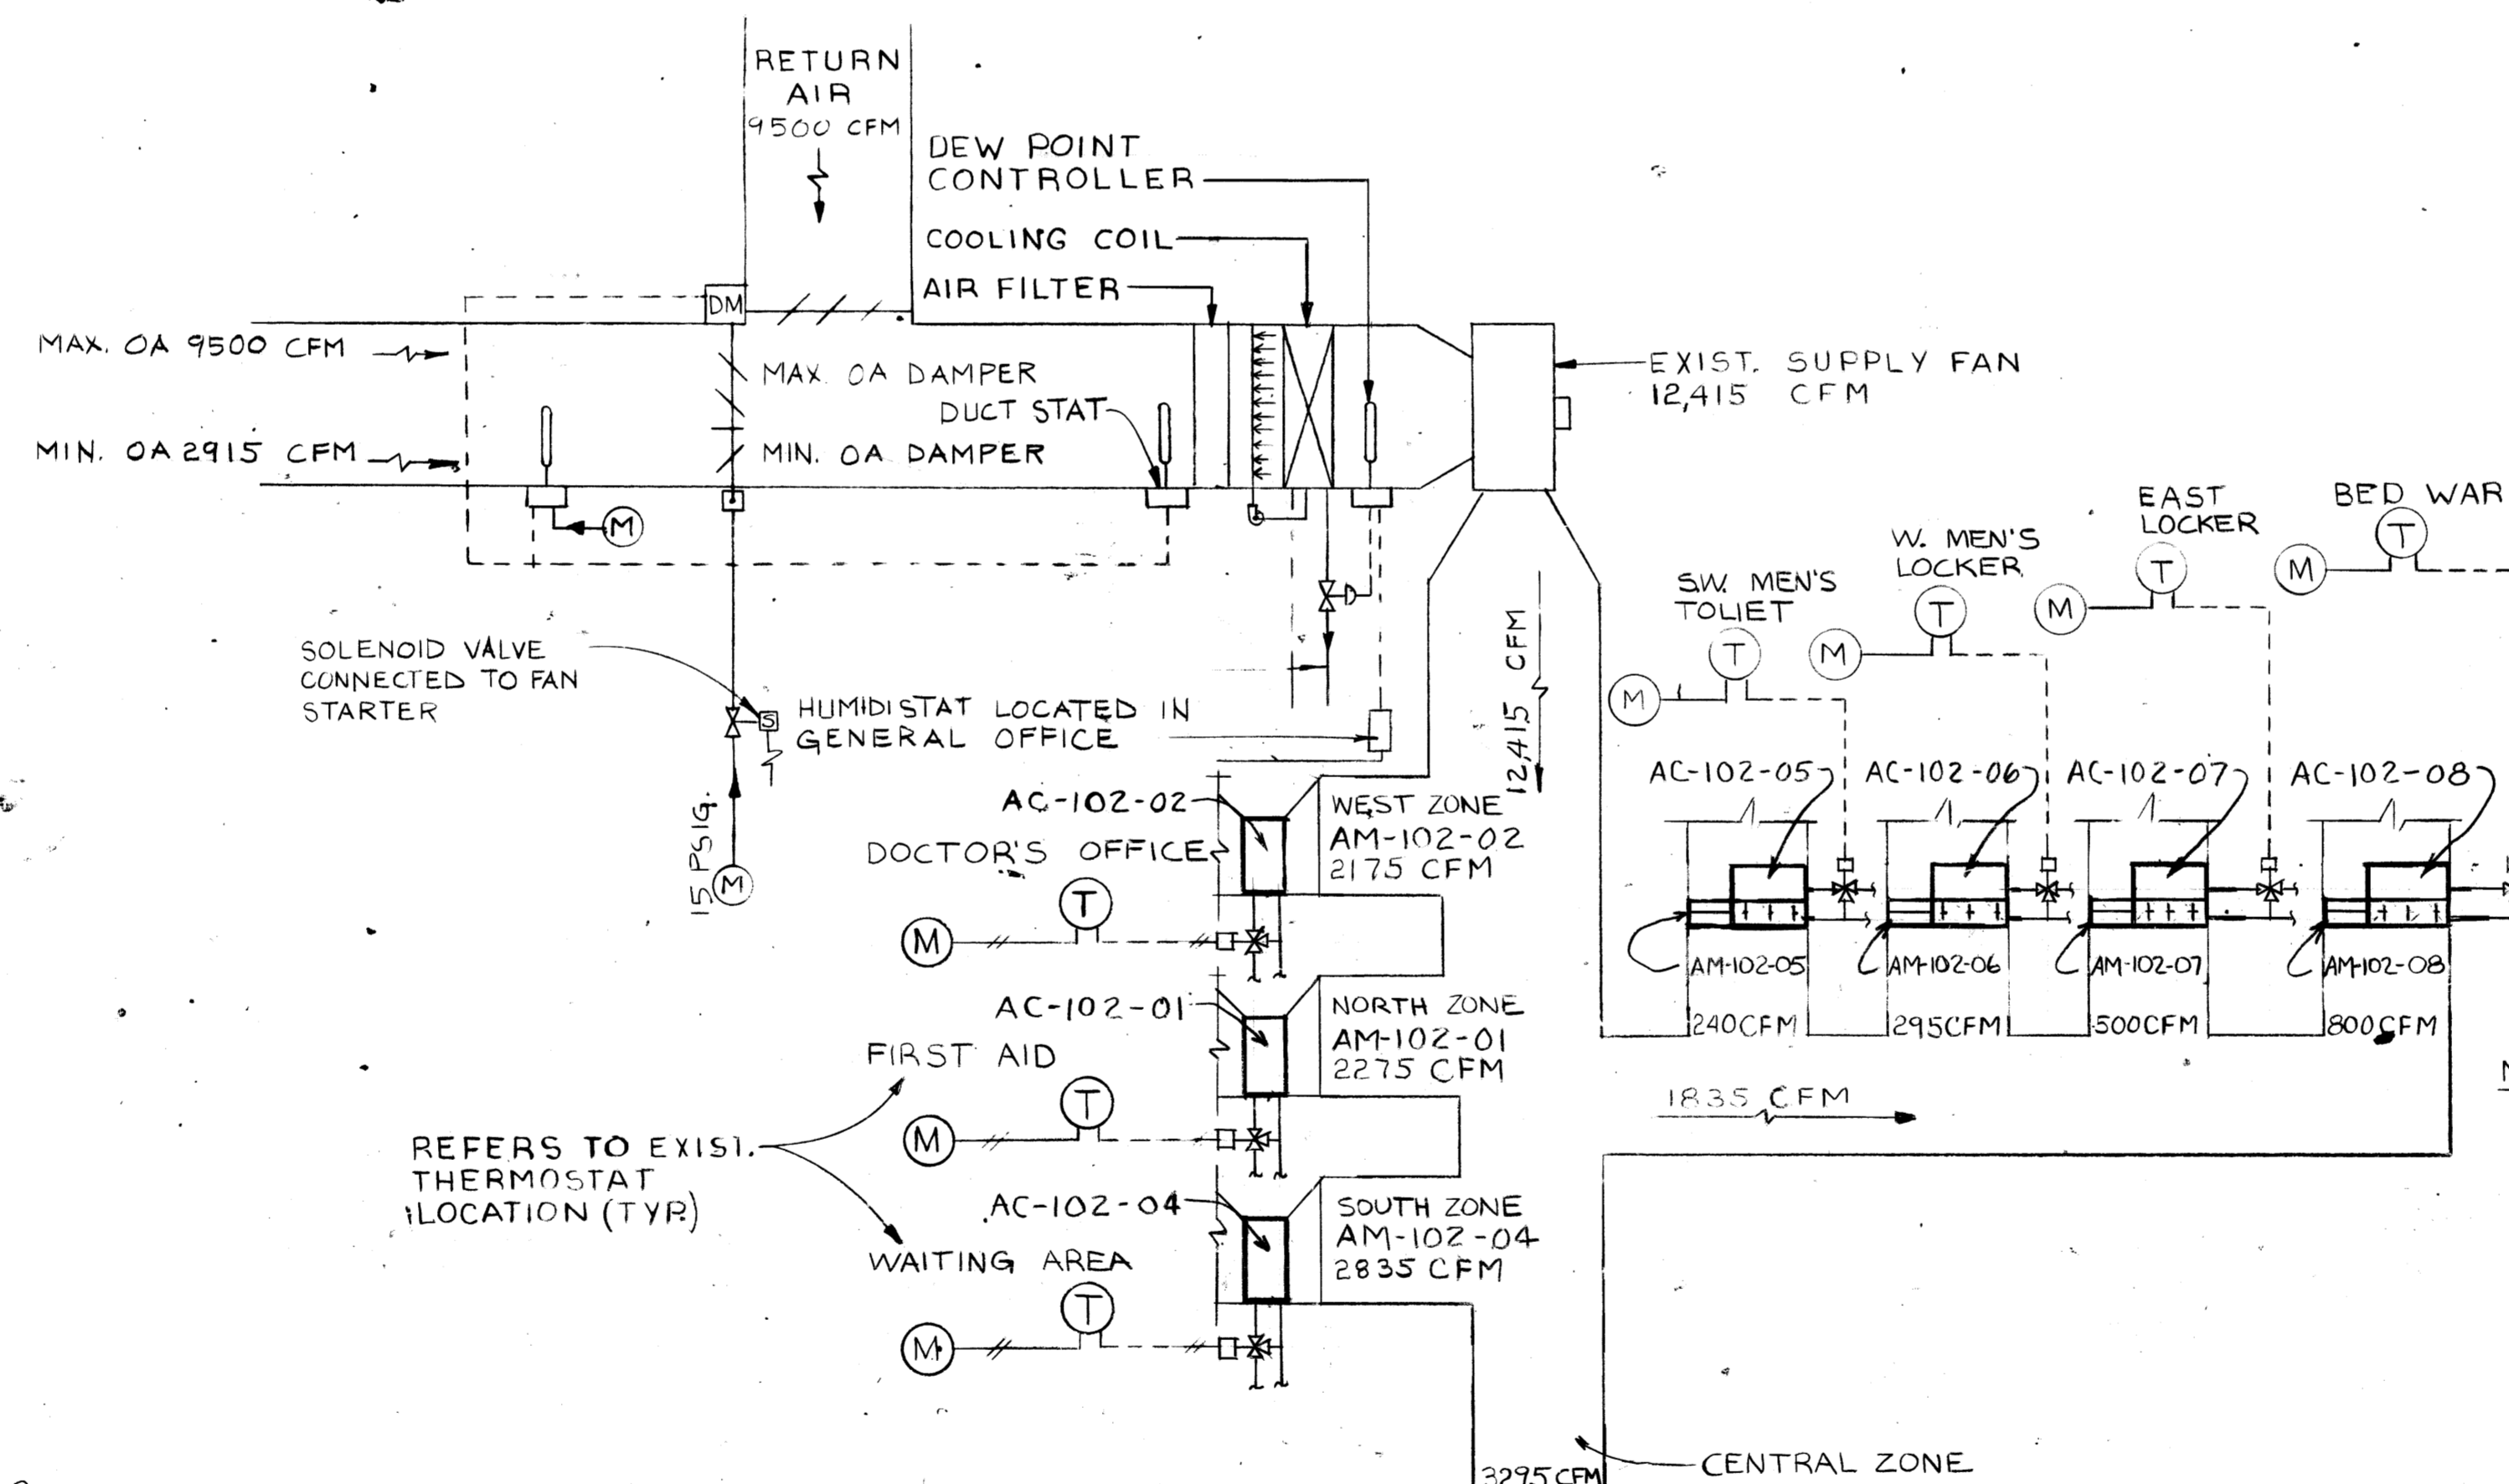 RETURN
AIR
9500 CFM
DEW POINT
CONTROLLER
COOLING COIL
AIR FILTER
DM
MAX. OA 9500 CFM
MAX. OA DAMPER
DUCT STAT
MIN. OA 2915 CFM
MIN. OA DAMPER
EXIST. SUPPLY FAN
12,415 CFM
M
SOLENOID VALVE
CONNECTED TO FAN
STARTER
S
HUMIDISTAT LOCATED IN
GENERAL OFFICE
15 PSIG.
M
12,415 CFM
S.W. MEN'S
TOLIET
T
M
W. MEN'S
LOCKER
T
M
EAST
LOCKER
T
M
BED WAR
T
M
AC-102-05
AC-102-06
AC-102-07
AC-102-08
AM-102-05
AM-102-06
AM-102-07
AM-102-08
240CFM
295CFM
500CFM
800CFM
1835 CFM
AC-102-02
DOCTOR'S OFFICE
T
M
WEST ZONE
AM-102-02
2175 CFM
AC-102-01
FIRST AID
T
M
NORTH ZONE
AM-102-01
2275 CFM
REFERS TO EXIST.
THERMOSTAT
LOCATION (TYP.)
AC-102-04
WAITING AREA
T
M
SOUTH ZONE
AM-102-04
2835 CFM
3295 CFM
CENTRAL ZONE